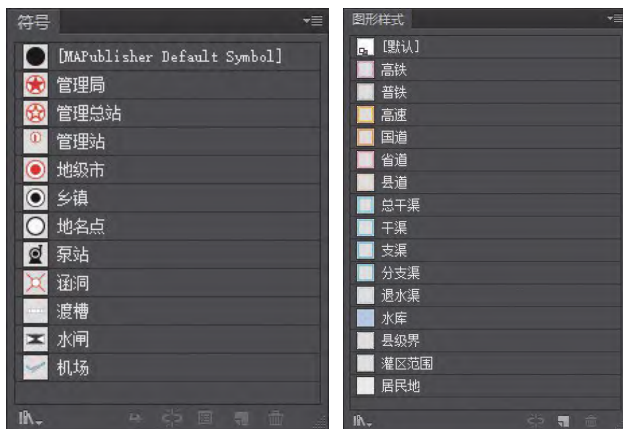 符号
[MAPublisher Default Symbol]
管理局
管理总站
管理站
地级市
乡镇
地名点
泵站
涵洞
渡槽
水闸
机场
图形样式
[默认]
高铁
普铁
高速
国道
省道
县道
总干渠
干渠
支渠
分支渠
退水渠
水库
县级界
灌区范围
居民地